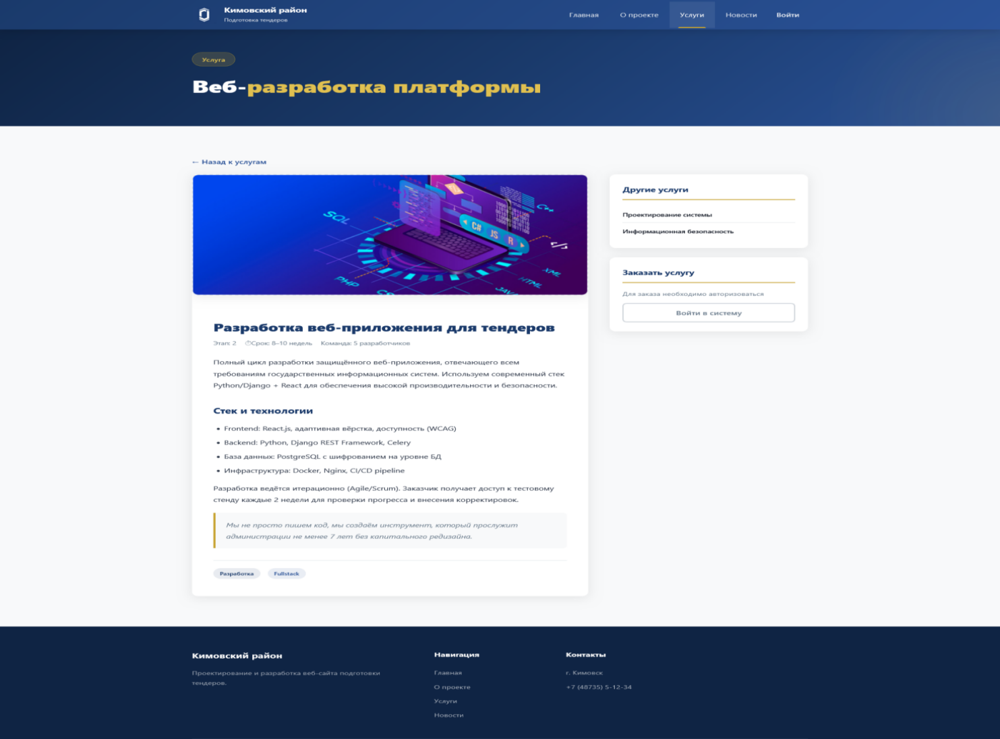 Кимовский район
Подготовка тендеров
Главная
О проекте
Услуги
Новости
Войти
Услуга
Веб-разработка платформы
← Назад к услугам
SQL
C++
C# JS R
</>
PHP
XML
HTML
Разработка веб-приложения для тендеров
Этап: 2 ⏱Срок: 8–10 недель Команда: 5 разработчиков
Полный цикл разработки защищённого веб-приложения, отвечающего всем
требованиям государственных информационных систем. Используем современный стек
Python/Django + React для обеспечения высокой производительности и безопасности.
Стек и технологии
• Frontend: React.js, адаптивная вёрстка, доступность (WCAG)
• Backend: Python, Django REST Framework, Celery
• База данных: PostgreSQL с шифрованием на уровне БД
• Инфраструктура: Docker, Nginx, CI/CD pipeline
Разработка ведётся итерационно (Agile/Scrum). Заказчик получает доступ к тестовому
стенду каждые 2 недели для проверки прогресса и внесения корректировок.
Мы не просто пишем код, мы создаём инструмент, который прослужит
администрации не менее 7 лет без капитального редизайна.
Разработка
Fullstack
Другие услуги
Проектирование системы
Информационная безопасность
Заказать услугу
Для заказа необходимо авторизоваться
Войти в систему
Кимовский район
Проектирование и разработка веб-сайта подготовки
тендеров.
Навигация
Главная
О проекте
Услуги
Новости
Контакты
г. Кимовск
+7 (48735) 5-12-34